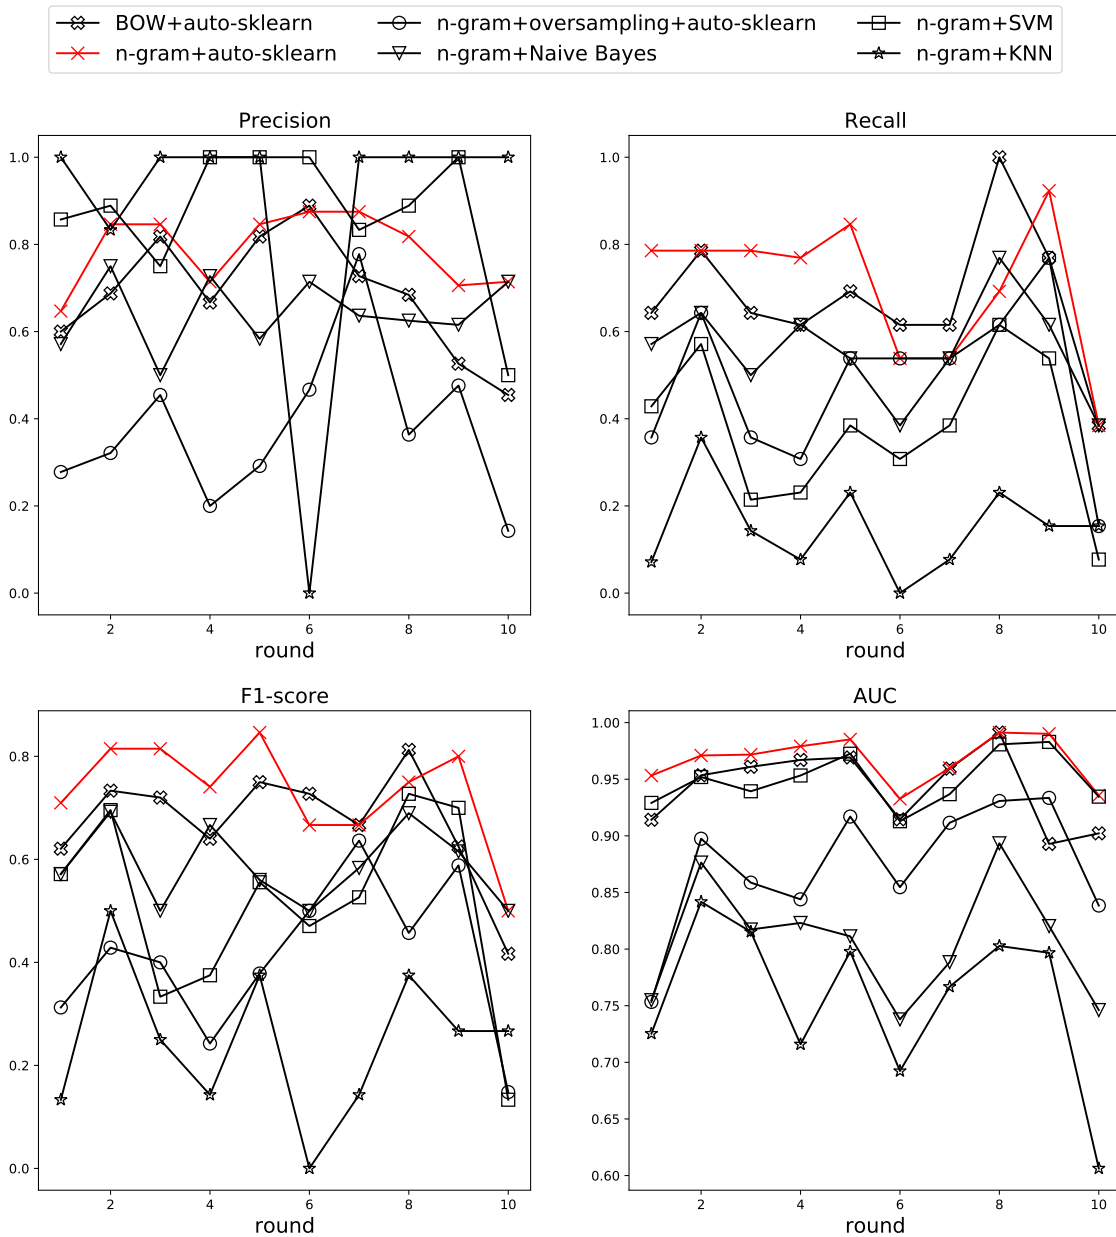 BOW+auto-sklearn n-gram+oversampling+auto-sklearn n-gram+SVM
n-gram+auto-sklearn n-gram+Naive Bayes n-gram+KNN
Precision
1.0
0.8
0.6
0.4
0.2
0.0
2 4 6 8 10
round
Recall
1.0
0.8
0.6
0.4
0.2
0.0
2 4 6 8 10
round
F1-score
0.8
0.6
0.4
0.2
0.0
2 4 6 8 10
round
AUC
1.00
0.95
0.90
0.85
0.80
0.75
0.70
0.65
0.60
2 4 6 8 10
round